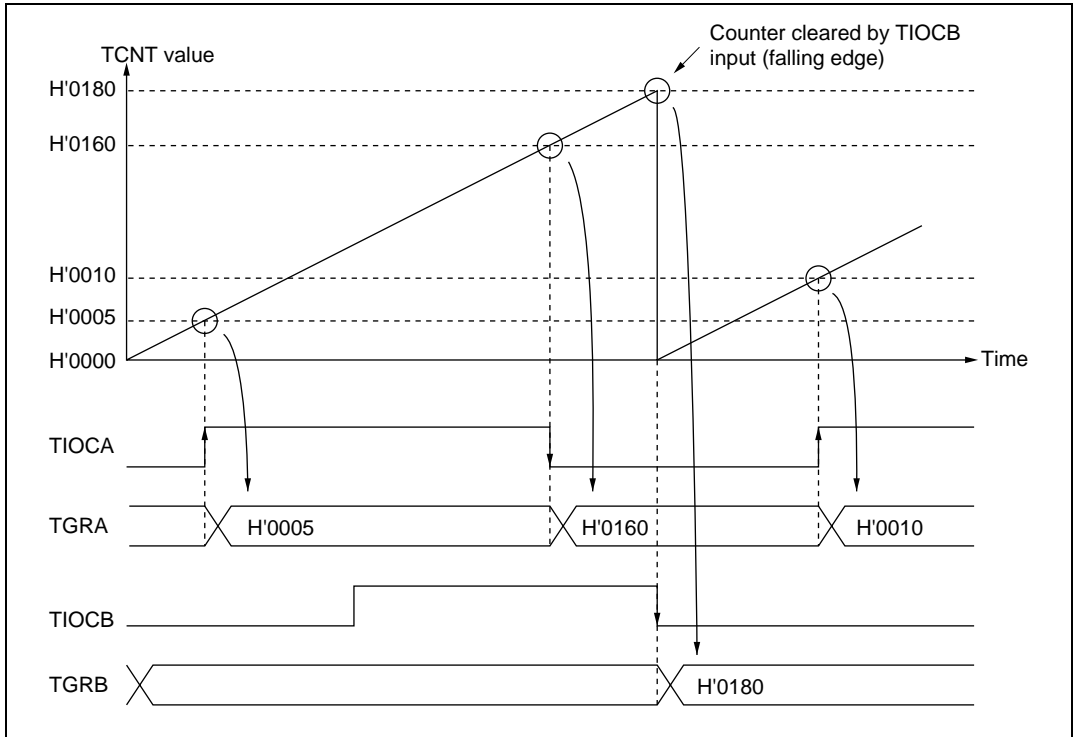 Counter cleared by TIOCB
input (falling edge)
TCNT value
H'0180
H'0160
H'0010
H'0005
H'0000
Time
TIOCA
TGRA
H'0005
H'0160
H'0010
TIOCB
TGRB
H'0180